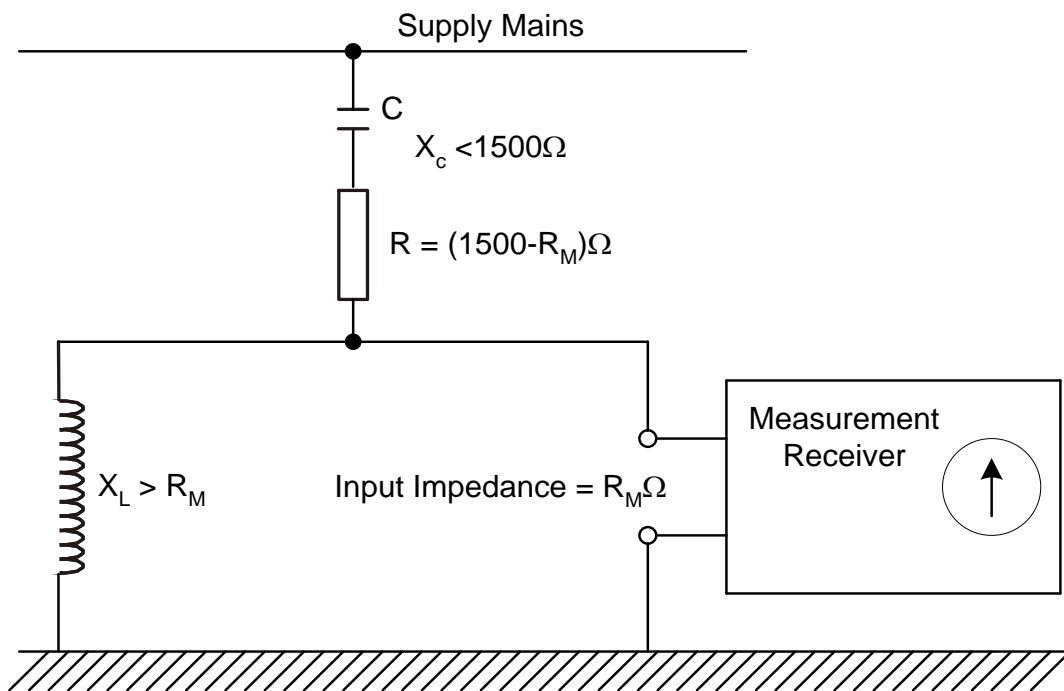 Supply Mains
C
X_c <1500Ω
R = (1500-R_M)Ω
X_L > R_M
Input Impedance = R_MΩ
Measurement
Receiver